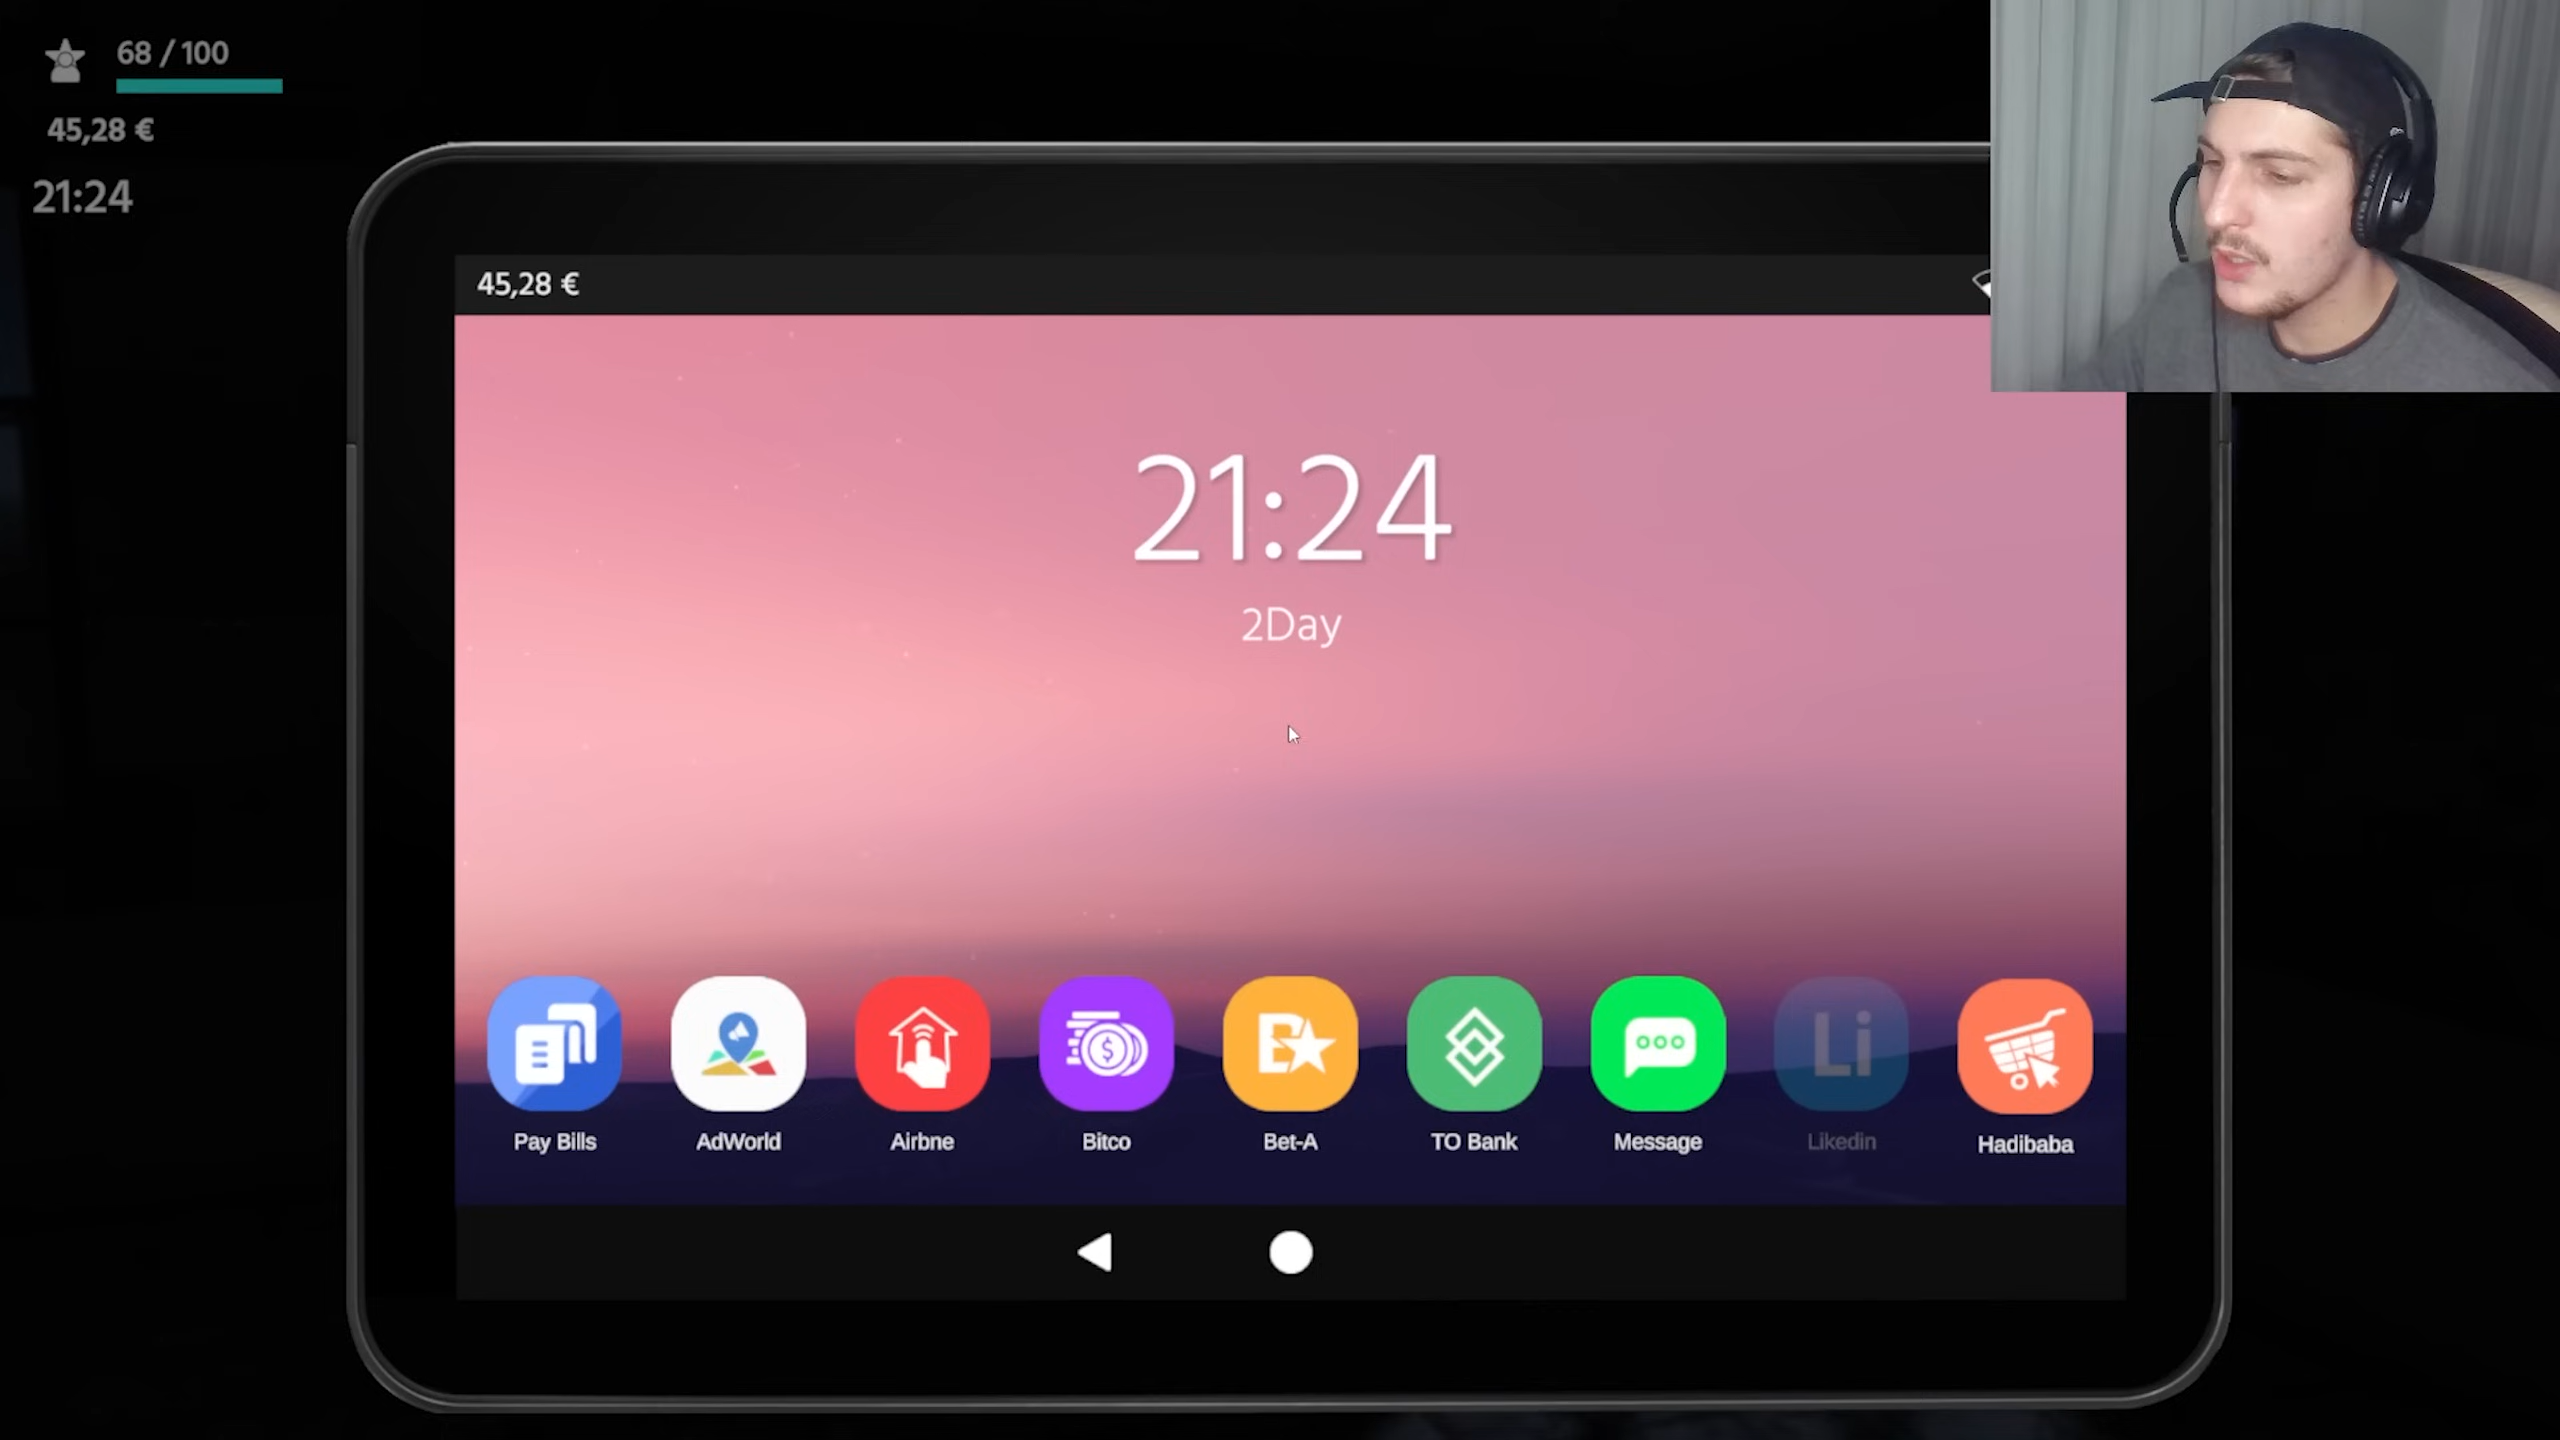 68 / 100
45,28 €
21:24
45,28 €
21:24
2Day
Li
Pay Bills
AdWorld
Airbne
Bitco
Bet-A
TO Bank
Message
Likedin
Hadibaba